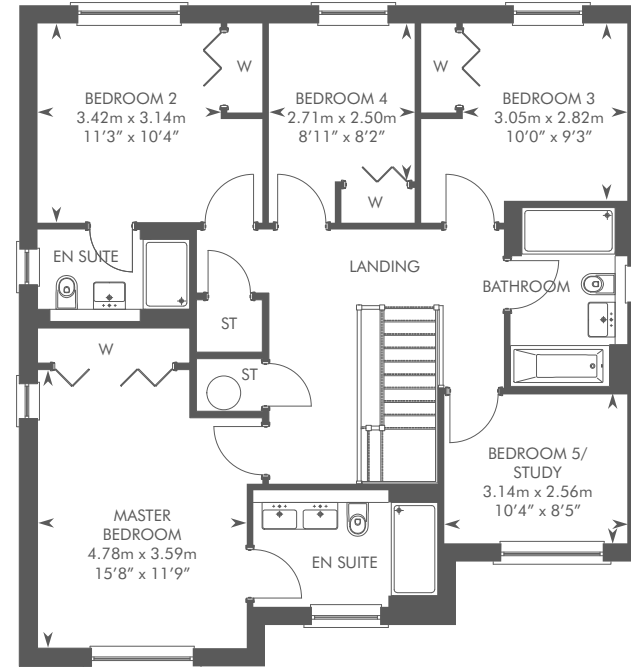 W
W
BEDROOM 2
3.42m x 3.14m
11’3” x 10’4”
BEDROOM 4
2.71m x 2.50m
8’11” x 8’2”
BEDROOM 3
3.05m x 2.82m
10’0” x 9’3”
W
EN SUITE
LANDING
BATHROOM
ST
W
ST
BEDROOM 5/
STUDY
3.14m x 2.56m
10’4” x 8’5”
MASTER
BEDROOM
4.78m x 3.59m
15’8” x 11’9”
EN SUITE